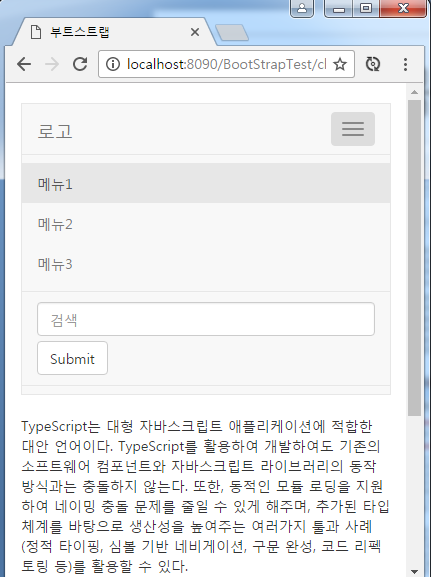 부트스트랩
localhost:8090/BootStrapTest/cl
로고
메뉴1
메뉴2
메뉴3
검색
Submit
TypeScript는 대형 자바스크립트 애플리케이션에 적합한
대안 언어이다. TypeScript를 활용하여 개발하여도 기존의
소프트웨어 컴포넌트와 자바스크립트 라이브러리의 동작
방식과는 충돌하지 않는다. 또한, 동적인 모듈 로딩을 지원
하여 네이밍 충돌 문제를 줄일 수 있게 해주며, 추가된 타입
체계를 바탕으로 생산성을 높여주는 여러가지 툴과 사례
(정적 타이핑, 심볼 기반 네비게이션, 구문 완성, 코드 리팩
토링 등)를 활용할 수 있다.